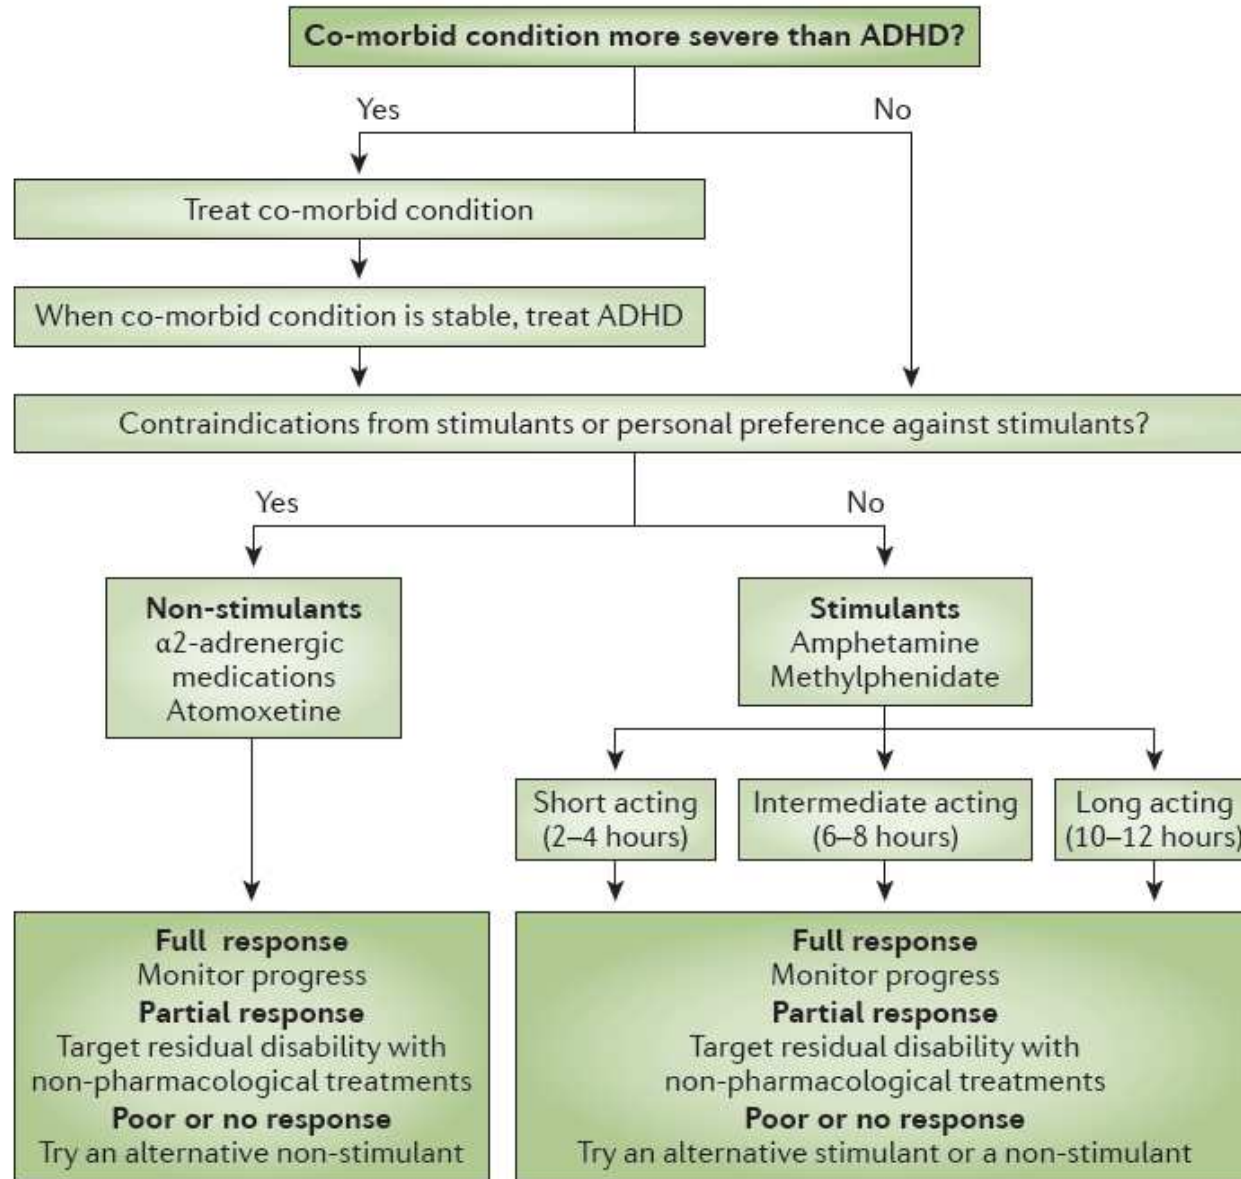 Co-morbid condition more severe than ADHD?
Yes
No
Treat co-morbid condition
When co-morbid condition is stable, treat ADHD
Contraindications from stimulants or personal preference against stimulants?
Yes
No
Non-stimulants
α2-adrenergic
medications
Atomoxetine
Stimulants
Amphetamine
Methylphenidate
Short acting
(2–4 hours)
Intermediate acting
(6–8 hours)
Long acting
(10–12 hours)
Full response
Monitor progress
Partial response
Target residual disability with
non-pharmacological treatments
Poor or no response
Try an alternative non-stimulant
Full response
Monitor progress
Partial response
Target residual disability with
non-pharmacological treatments
Poor or no response
Try an alternative stimulant or a non-stimulant